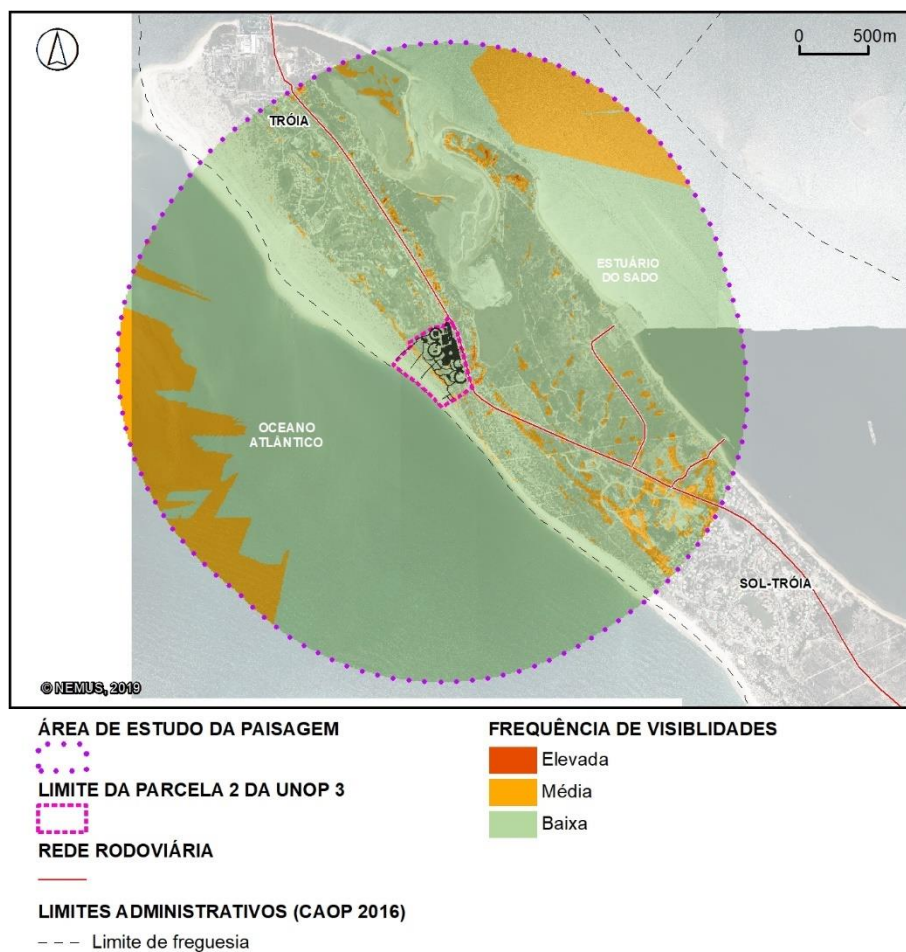 0 500m
TRÓIA
ESTUÁRIO
DO SADO
OCEANO
ATLÂNTICO
SOL-TRÓIA
© NEMUS, 2019
ÁREA DE ESTUDO DA PAISAGEM
LIMITE DA PARCELA 2 DA UNOP 3
REDE RODOVIÁRIA
LIMITES ADMINISTRATIVOS (CAOP 2016)
Limite de freguesia
FREQUÊNCIA DE VISIBLIDADES
Elevada
Média
Baixa